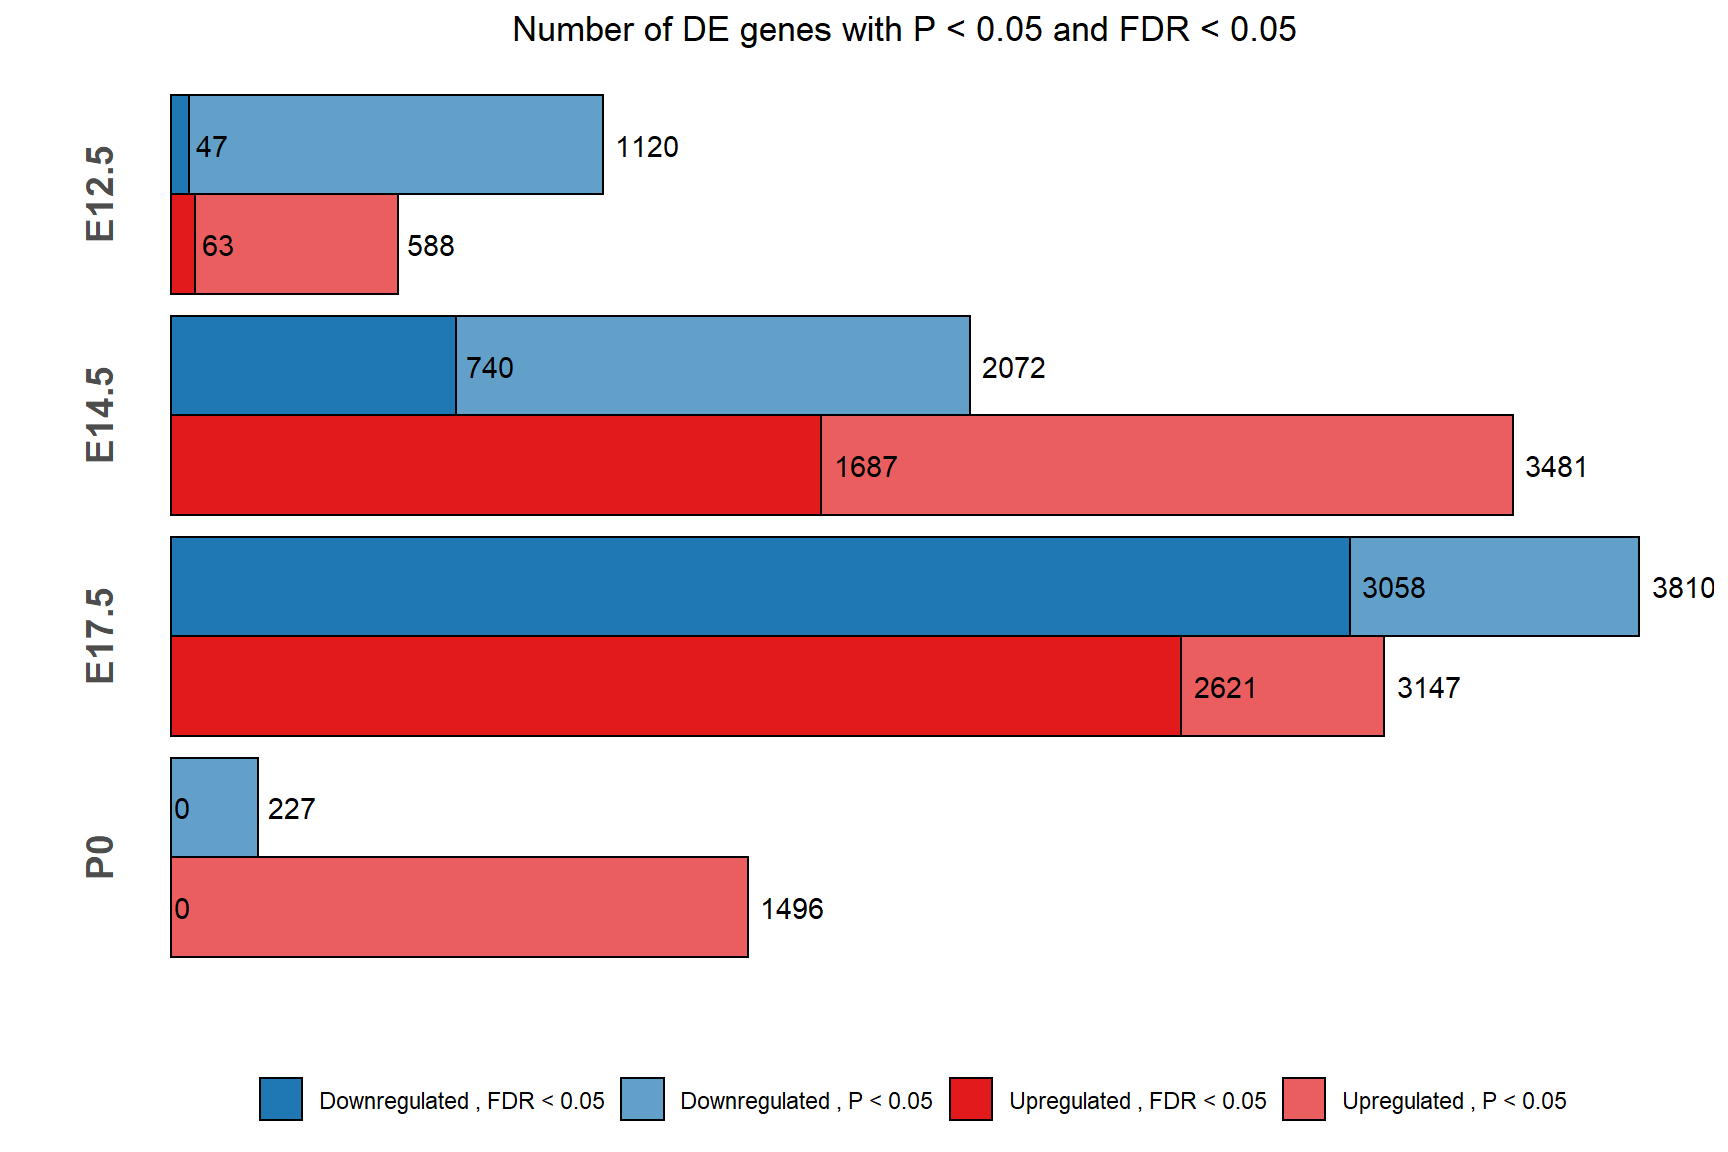 Number of DE genes with P < 0.05 and FDR < 0.05
E12.5
47
1120
63
588
E14.5
740
2072
1687
3481
E17.5
3058
3810
2621
3147
P0
0
227
0
1496
Downregulated , FDR < 0.05
Downregulated , P < 0.05
Upregulated , FDR < 0.05
Upregulated , P < 0.05